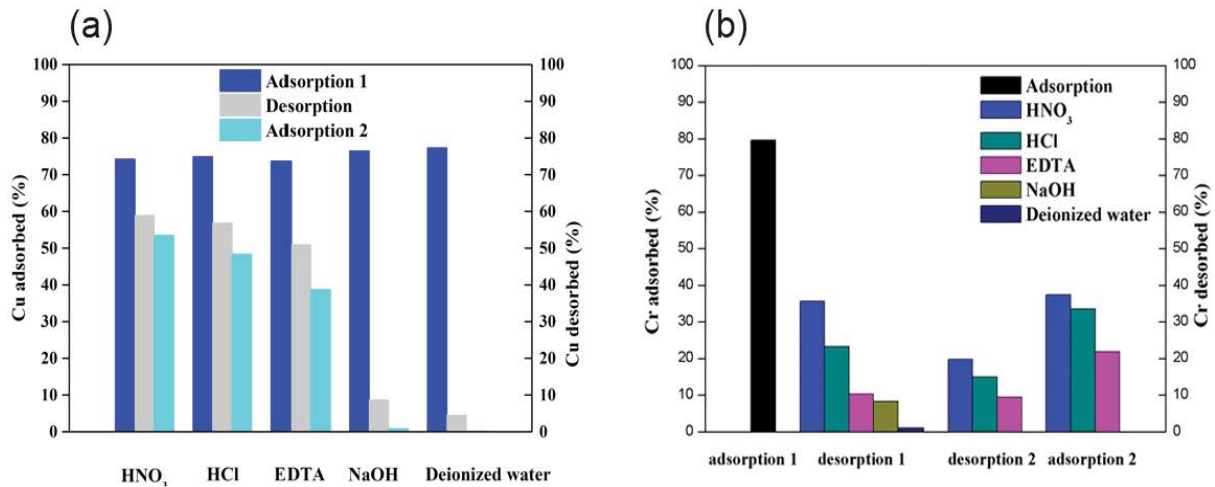 (a)
100
90
80
70
60
50
40
30
20
10
0
Cu adsorbed (%)
Adsorption 1
Desorption
Adsorption 2
100
90
80
70
60
50
40
30
20
10
0
Cu desorbed (%)
HNO₃ HCl EDTA NaOH Deionized water
(b)
100
90
80
70
60
50
40
30
20
10
0
Cr adsorbed (%)
Adsorption
HNO₃
HCl
EDTA
NaOH
Deionized water
100
90
80
70
60
50
40
30
20
10
0
Cr desorbed (%)
adsorption 1 desorption 1 desorption 2 adsorption 2